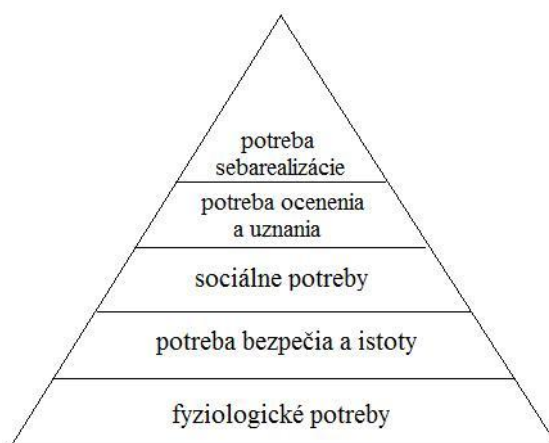 potreba
sebarealizácie
potreba ocenenia
a uznania
sociálne potreby
potreba bezpečia a istoty
fyziologické potreby